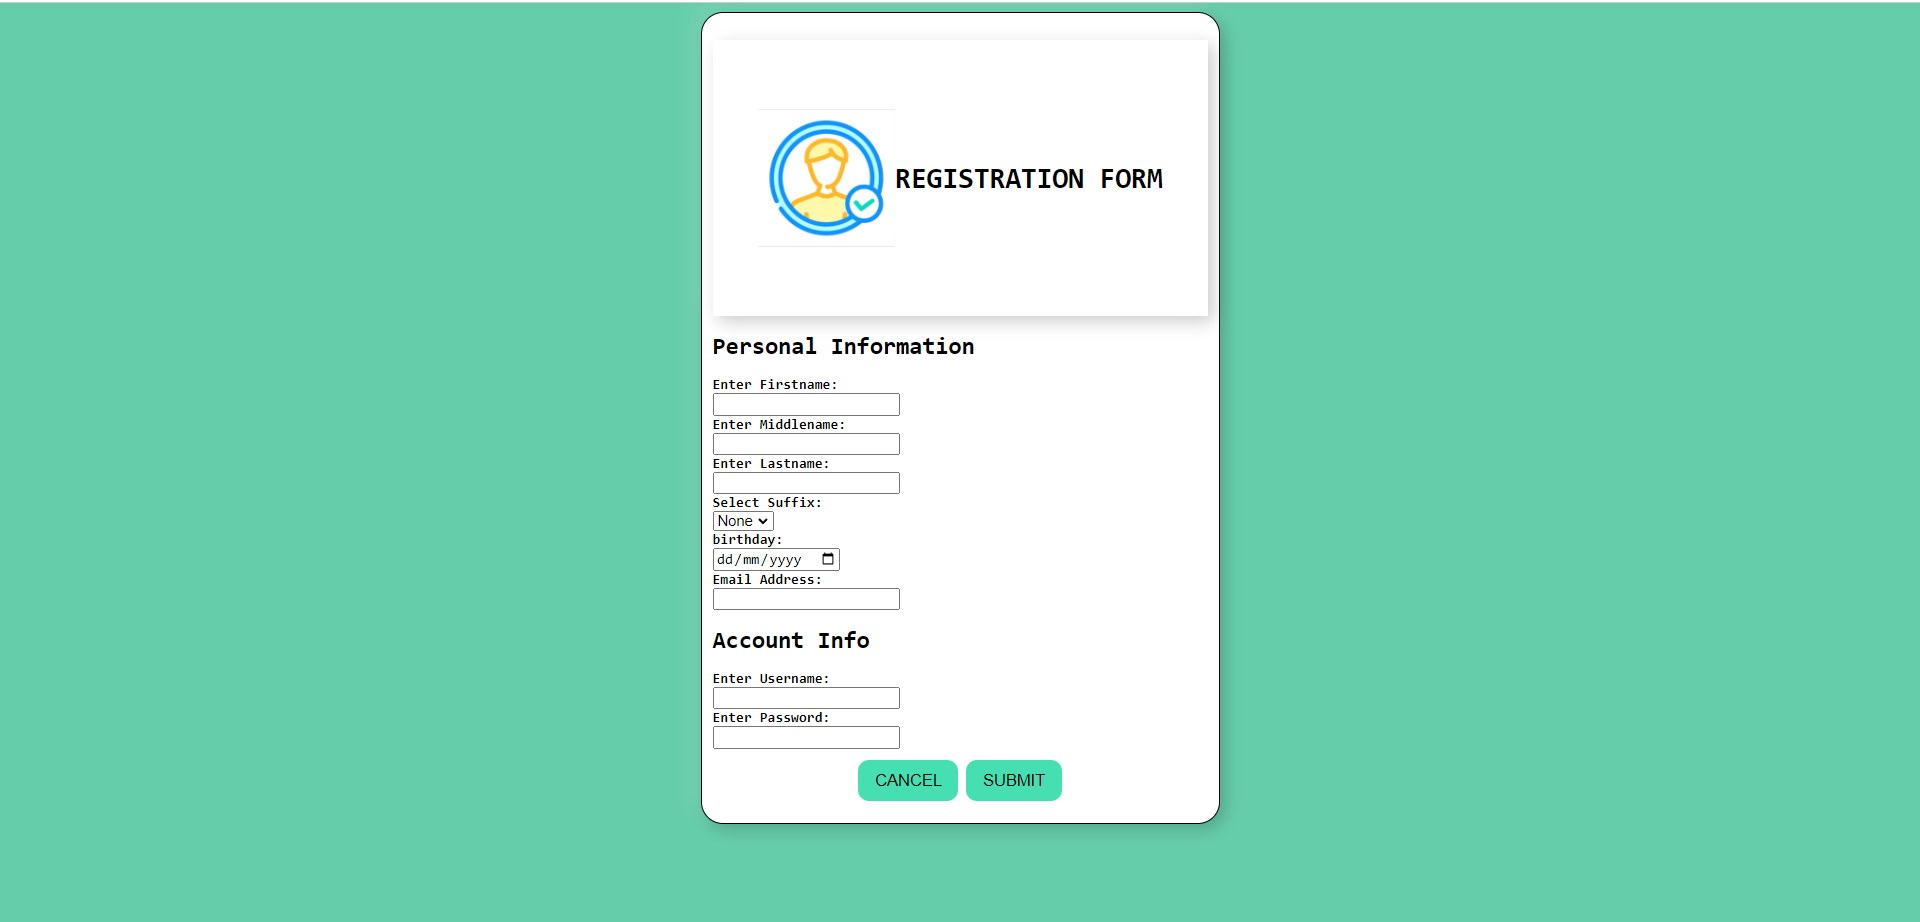 REGISTRATION FORM
Personal Information
Enter Firstname:
Enter Middlename:
Enter Lastname:
Select Suffix:
None
birthday:
dd/mm/yyyy
Email Address:
Account Info
Enter Username:
Enter Password:
CANCEL SUBMIT